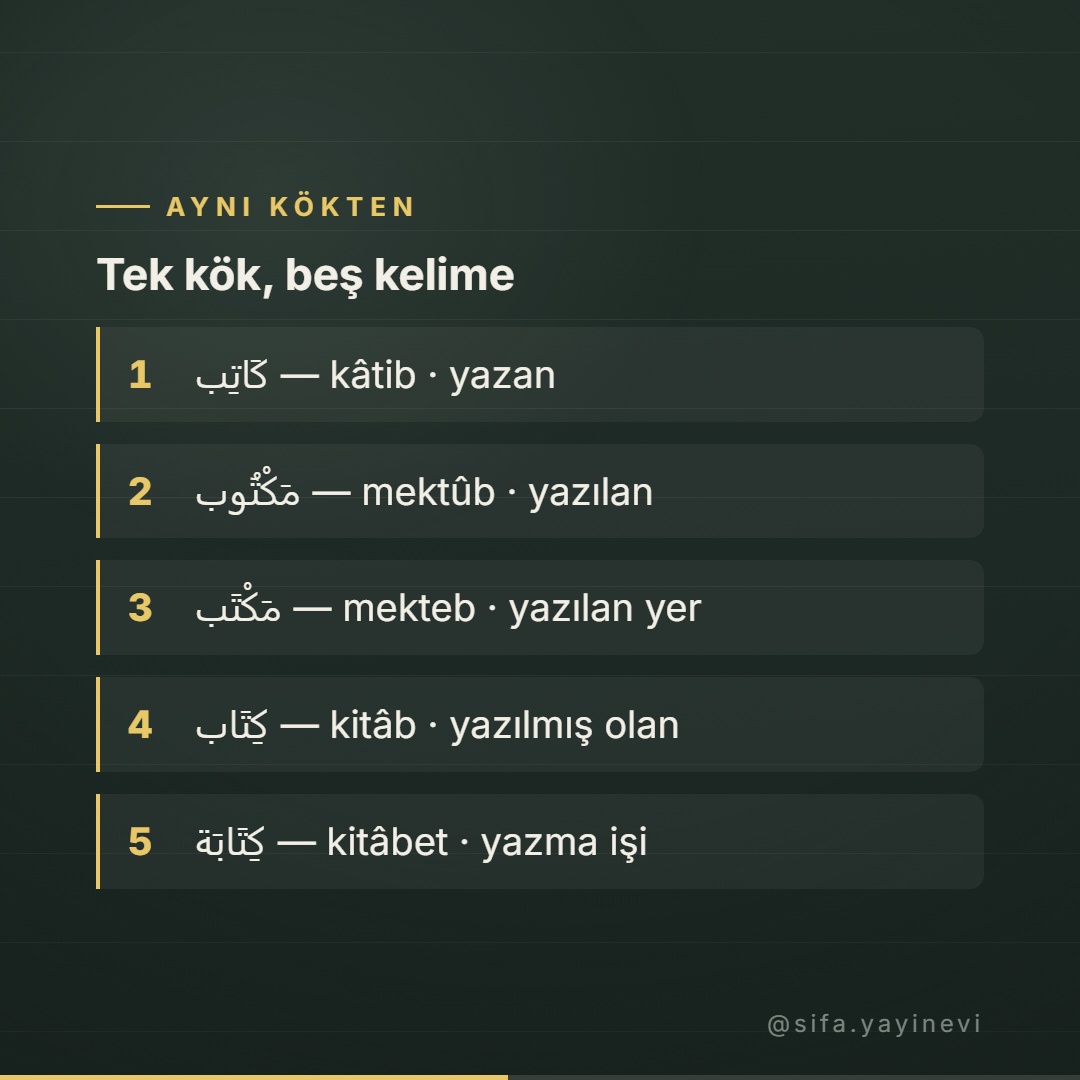 AYNI KÖKTEN
Tek kök, beş kelime
1 كَاتِب — kâtib · yazan
2 مَكْتُوب — mektûb · yazılan
3 مَكْتَب — mekteb · yazılan yer
4 كِتَاب — kitâb · yazılmış olan
5 كِتَابَة — kitâbet · yazma işi
@sifa.yayinevi